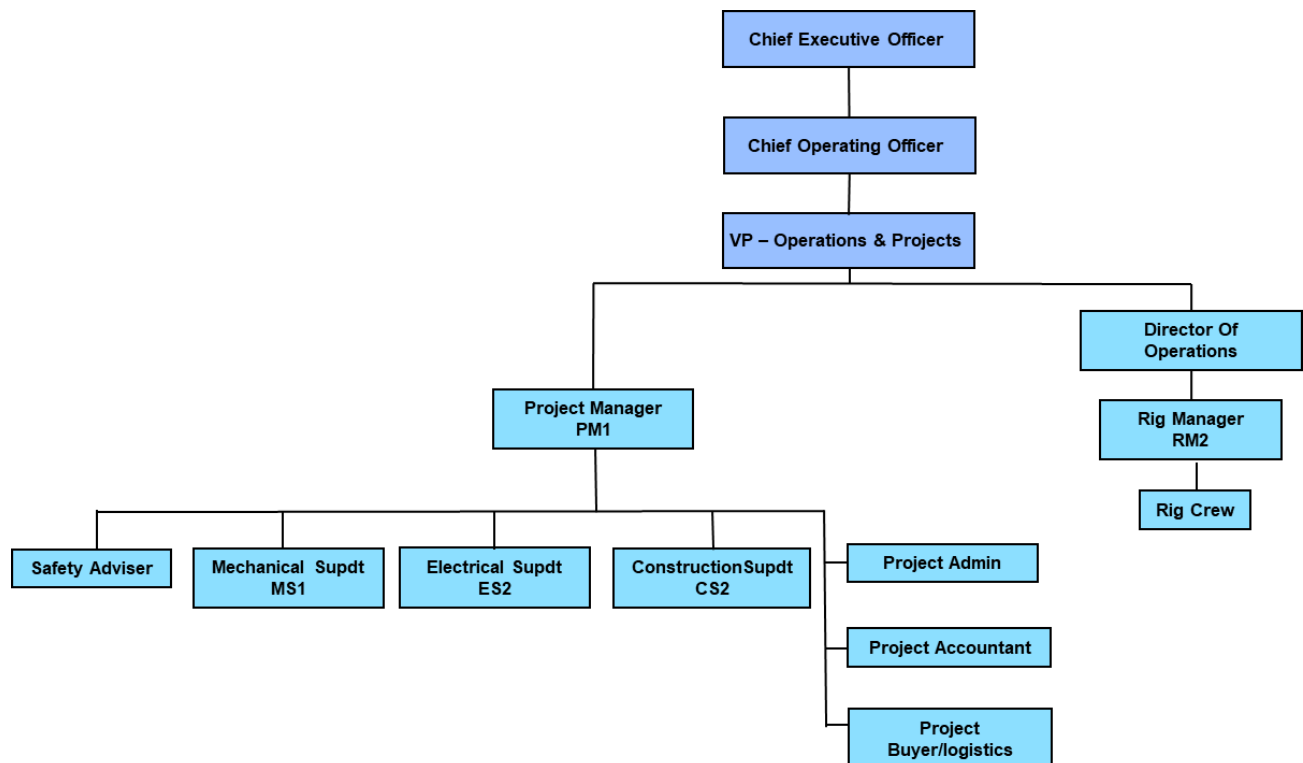 Chief Executive Officer
Chief Operating Officer
VP – Operations & Projects
Director Of
Operations
Project Manager
PM1
Rig Manager
RM2
Rig Crew
Safety Adviser
Mechanical Supdt
MS1
Electrical Supdt
ES2
ConstructionSupdt
CS2
Project Admin
Project Accountant
Project
Buyer/logistics